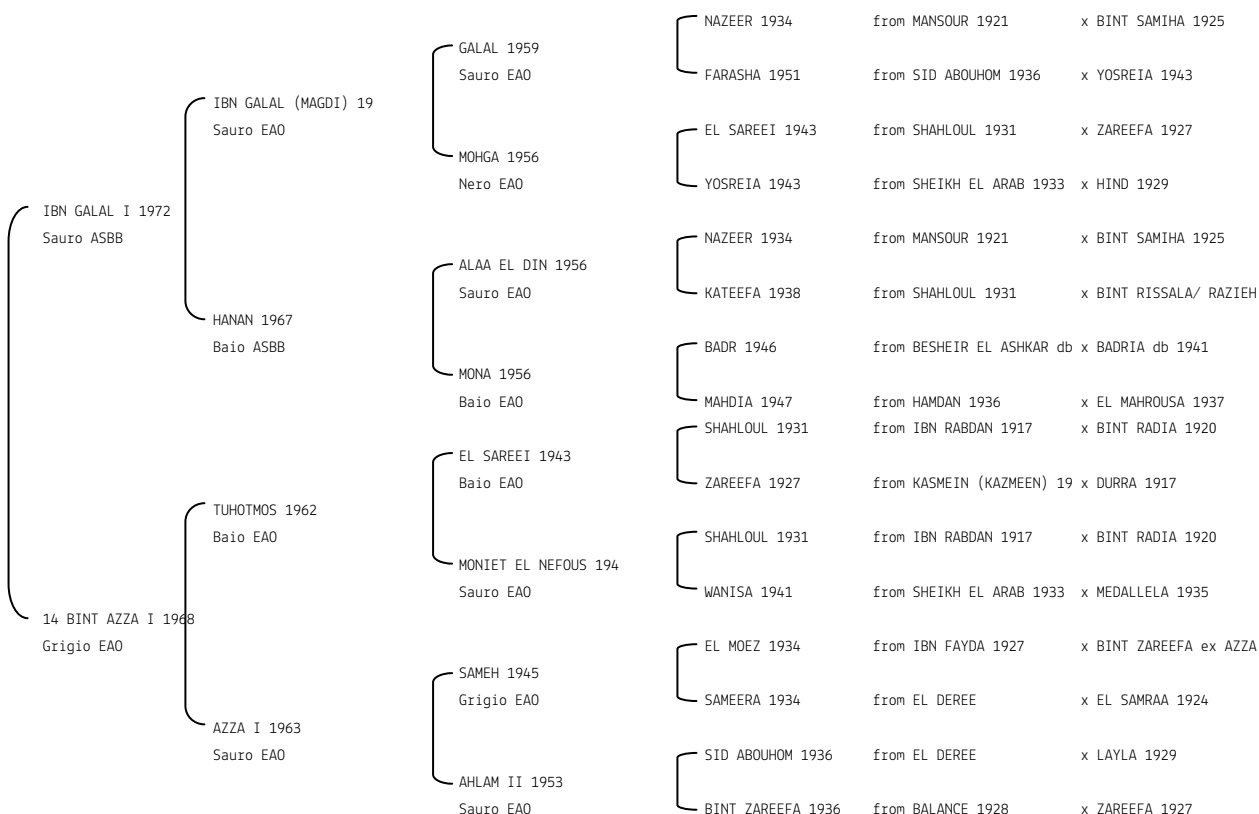 NAZEER 1934 from MANSOUR 1921 x BINT SAMIHA 1925
GALAL 1959
Sauro EAO
FARASHA 1951 from SID ABOUHOM 1936 x YOSREIA 1943
IBN GALAL (MAGDI) 19
Sauro EAO
EL SAREEI 1943 from SHAHLOUL 1931 x ZAREEFA 1927
MOHGA 1956
Nero EAO
YOSREIA 1943 from SHEIKH EL ARAB 1933 x HIND 1929
IBN GALAL I 1972
Sauro ASBB
NAZEER 1934 from MANSOUR 1921 x BINT SAMIHA 1925
ALAA EL DIN 1956
Sauro EAO
KATEEFA 1938 from SHAHLOUL 1931 x BINT RISSALA/ RAZIEH
HANAN 1967
Baio ASBB
BADR 1946 from BESHEIR EL ASHKAR db x BADRIA db 1941
MONA 1956
Baio EAO
MAHDIA 1947 from HAMDAN 1936 x EL MAHROUSA 1937
SHAHLOUL 1931 from IBN RABDAN 1917 x BINT RADIA 1920
EL SAREEI 1943
Baio EAO
ZAREEFA 1927 from KASMEIN (KAZMEEN) 19 x DURRA 1917
TUHOTMOS 1962
Baio EAO
SHAHLOUL 1931 from IBN RABDAN 1917 x BINT RADIA 1920
MONIET EL NEFOUS 194
Sauro EAO
WANISA 1941 from SHEIKH EL ARAB 1933 x MEDALLELA 1935
14 BINT AZZA I 1968
Grigio EAO
EL MOEZ 1934 from IBN FAYDA 1927 x BINT ZAREEFA ex AZZA
SAMEH 1945
Grigio EAO
SAMEERA 1934 from EL DEREE x EL SAMRAA 1924
AZZA I 1963
Sauro EAO
SID ABOUHOM 1936 from EL DEREE x LAYLA 1929
AHLAM II 1953
Sauro EAO
BINT ZAREEFA 1936 from BALANCE 1928 x ZAREEFA 1927